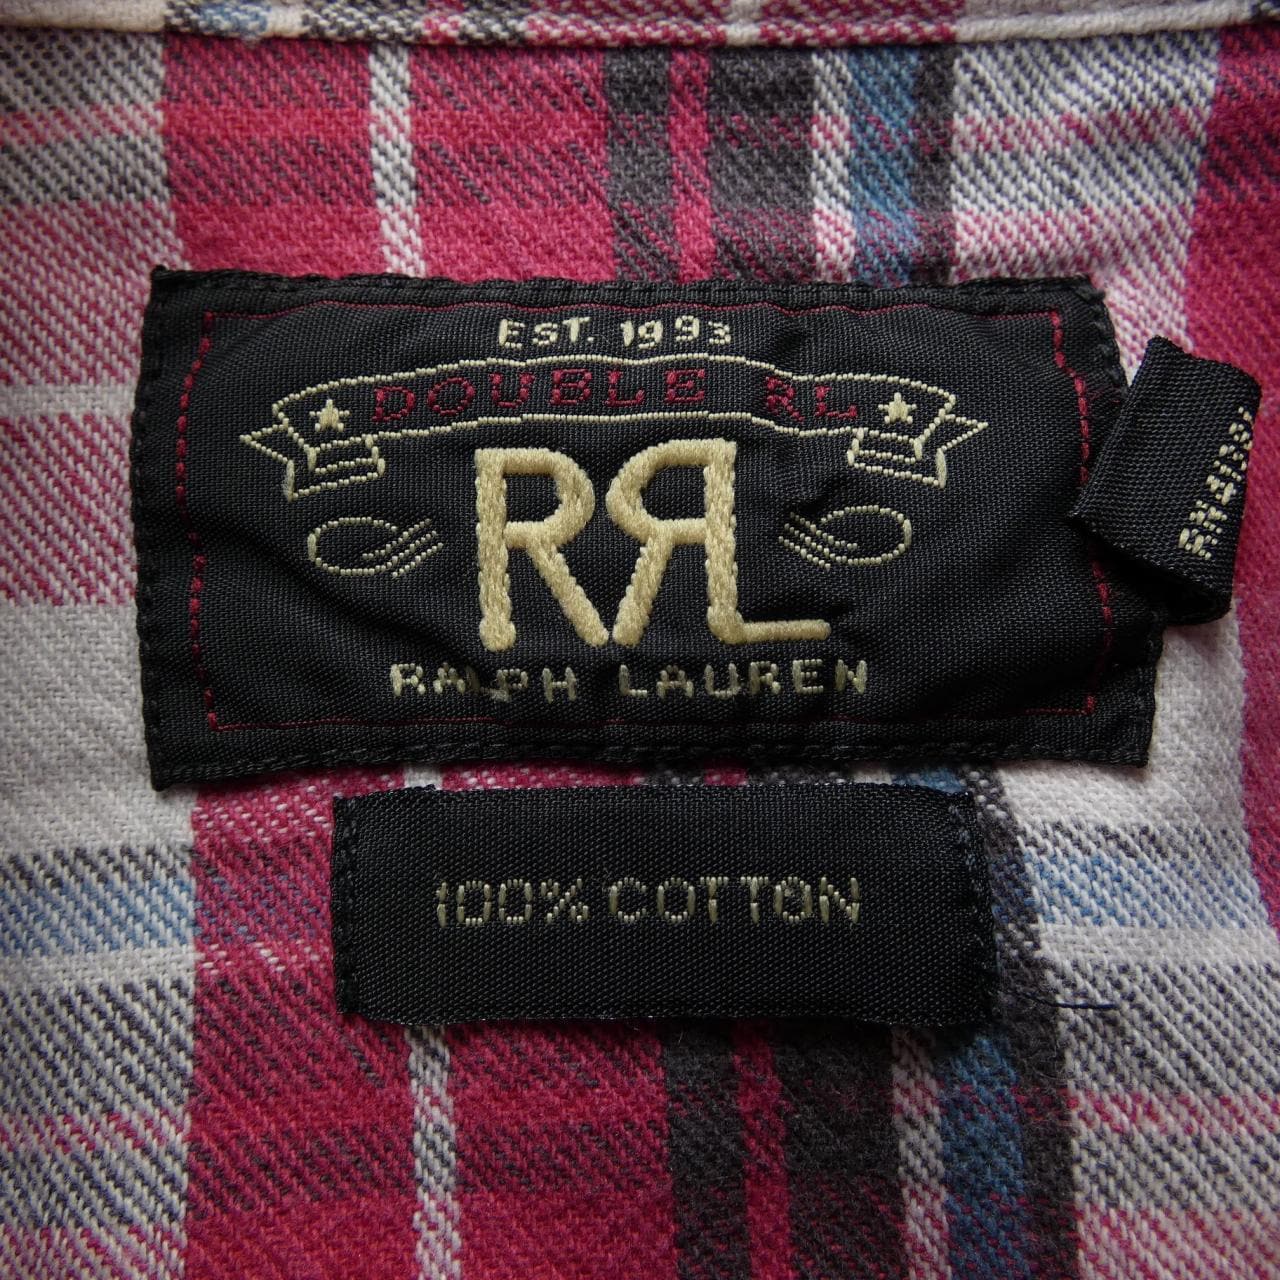 EST. 1993
DOUBLE RL
RRL
RALPH LAUREN
100% COTTON